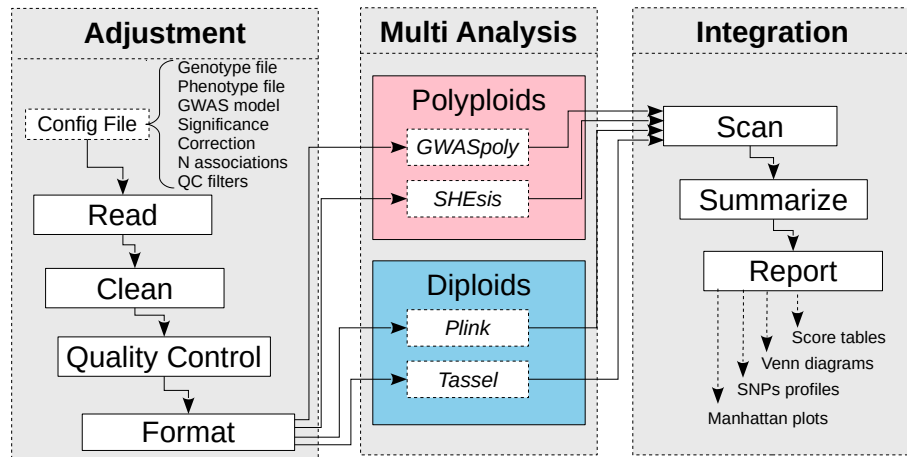 Adjustment
Genotype file
Phenotype file
GWAS model
Significance
Correction
N associations
QC filters
Config File
Read
Clean
Quality Control
Format
Multi Analysis
Polyploids
GWASpoly
SHEsis
Diploids
Plink
Tassel
Integration
Scan
Summarize
Report
Score tables
Venn diagrams
SNPs profiles
Manhattan plots